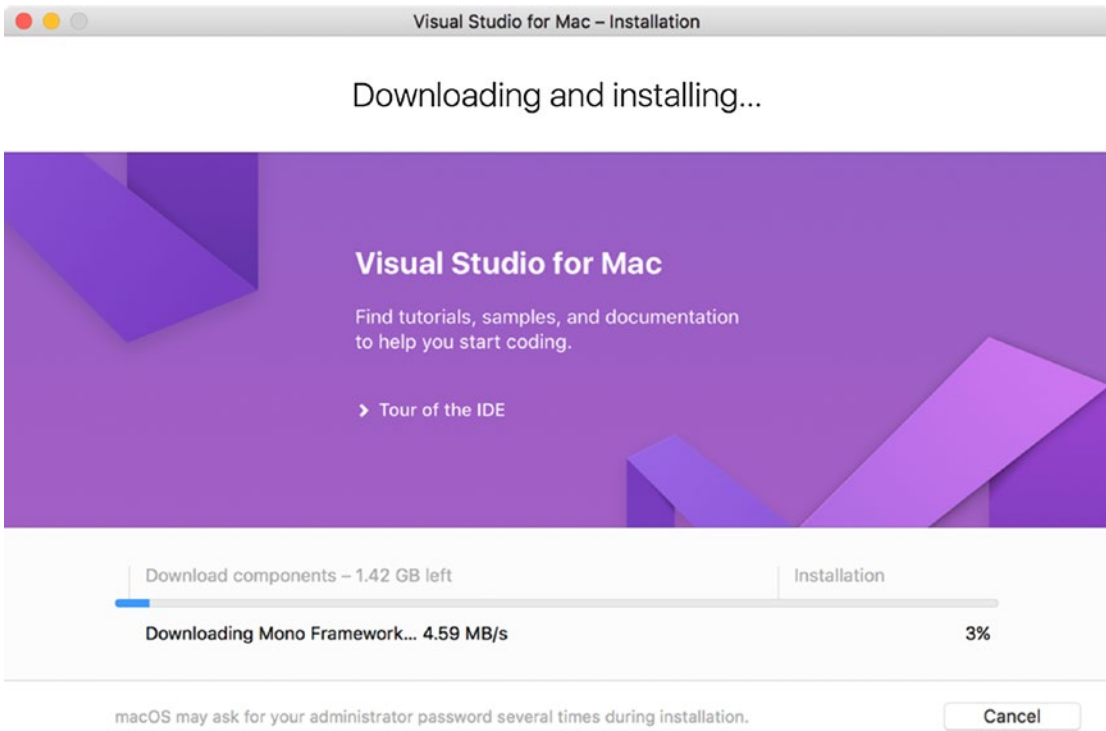 Visual Studio for Mac – Installation
Downloading and installing...
Visual Studio for Mac
Find tutorials, samples, and documentation
to help you start coding.
Tour of the IDE
Download components – 1.42 GB left
Installation
Downloading Mono Framework... 4.59 MB/s
3%
macOS may ask for your administrator password several times during installation.
Cancel